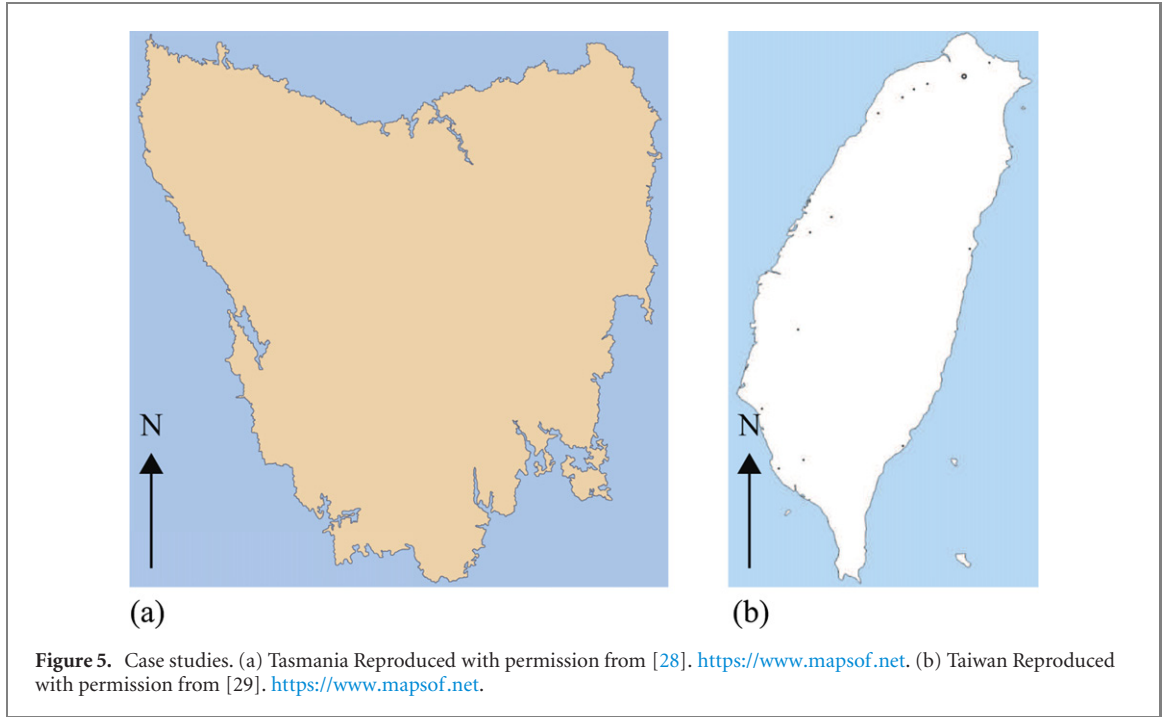 N
N
(a)
(b)
Figure 5. Case studies. (a) Tasmania Reproduced with permission from [28]. https://www.mapsof.net. (b) Taiwan Reproduced
with permission from [29]. https://www.mapsof.net.